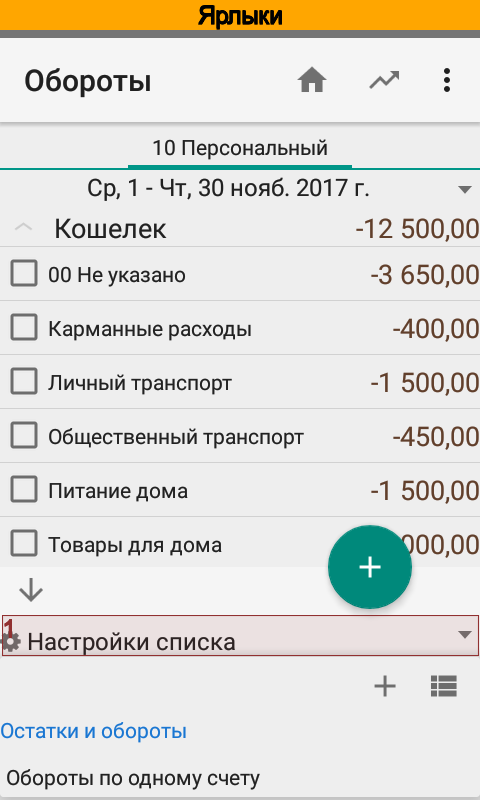 Ярлыки
Обороты
10 Персональный
Ср, 1 - Чт, 30 нояб. 2017 г.
Кошелек -12 500,00
00 Не указано -3 650,00
Карманные расходы -400,00
Личный транспорт -1 500,00
Общественный транспорт -450,00
Питание дома -1 500,00
Товары для дома 000,00
1
Настройки списка
Остатки и обороты
Обороты по одному счету